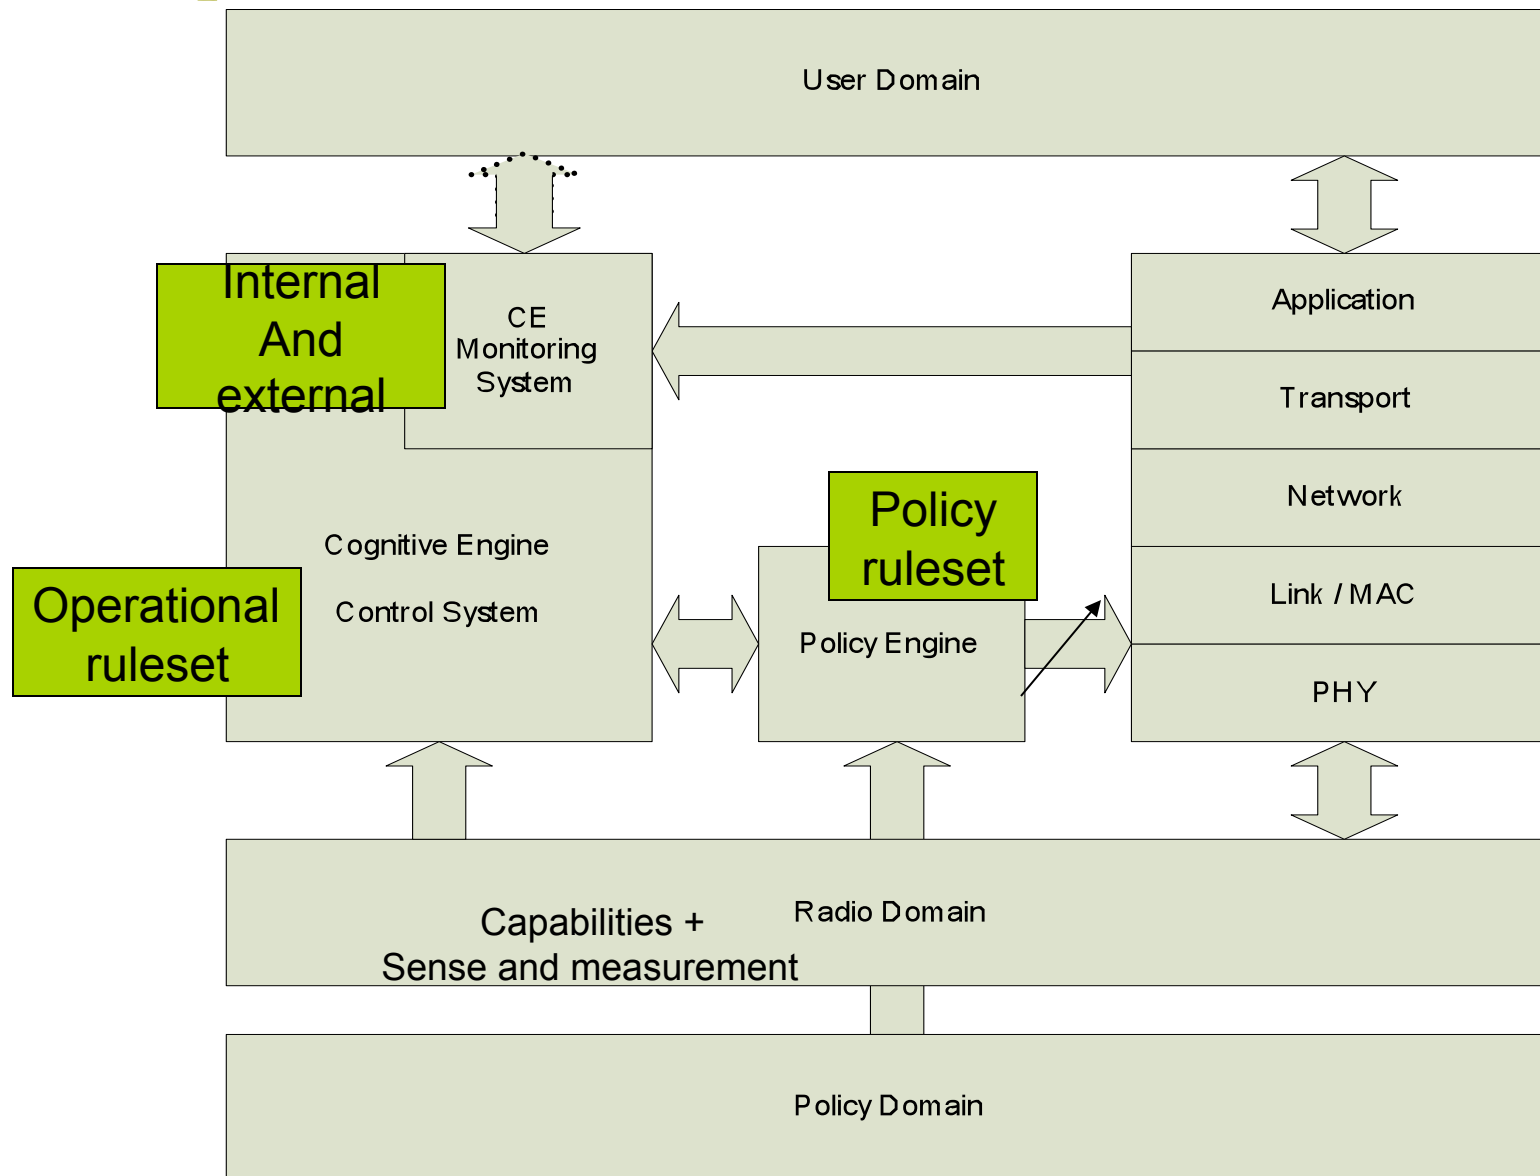 User Domain
Internal
And
external
CE
Monitoring
System
Application
Transport
Network
Policy
ruleset
Cognitive Engine
Control System
Operational
ruleset
Policy Engine
Link / MAC
PHY
Capabilities +
Sense and measurement
Radio Domain
Policy Domain